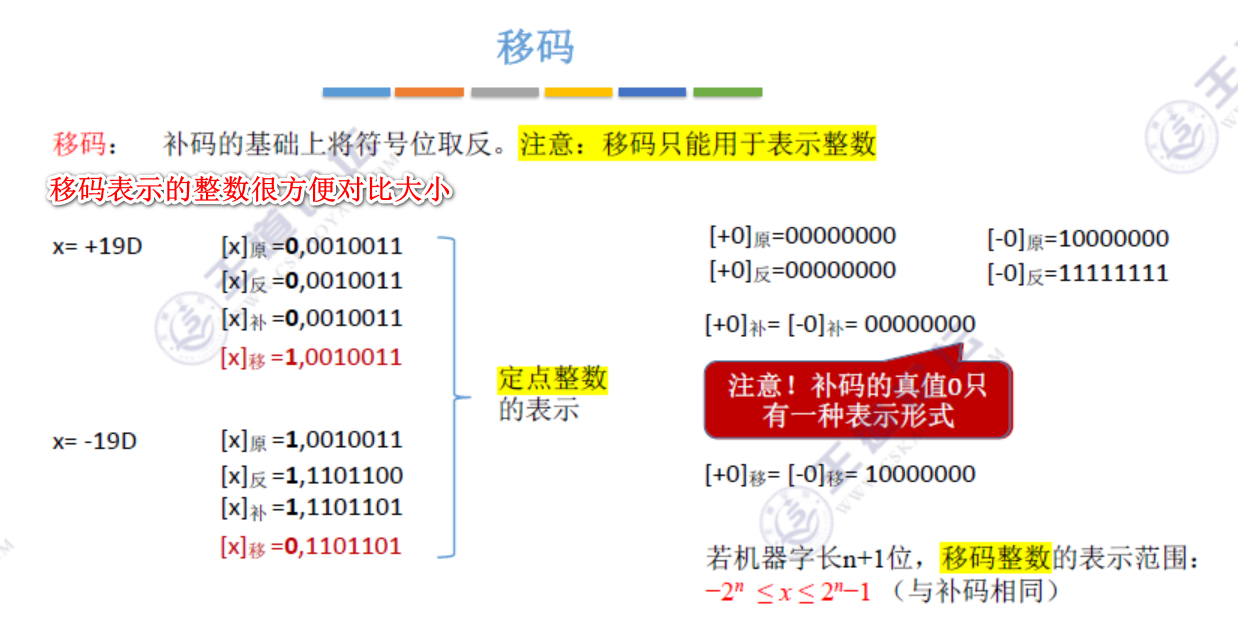 移码
移码： 补码的基础上将符号位取反。注意：移码只能用于表示整数
移码表示的整数很方便对比大小
x= +19D
[x]原 =0,0010011
[x]反 =0,0010011
[x]补 =0,0010011
[x]移 =1,0010011
x= -19D
[x]原 =1,0010011
[x]反 =1,1101100
[x]补 =1,1101101
[x]移 =0,1101101
定点整数
的表示
[+0]原=00000000 [-0]原=10000000
[+0]反=00000000 [-0]反=11111111
[+0]补= [-0]补= 00000000
注意！补码的真值0只
有一种表示形式
[+0]移= [-0]移= 10000000
若机器字长n+1位，移码整数的表示范围：
−2ⁿ ≤ x ≤ 2ⁿ−1 （与补码相同）